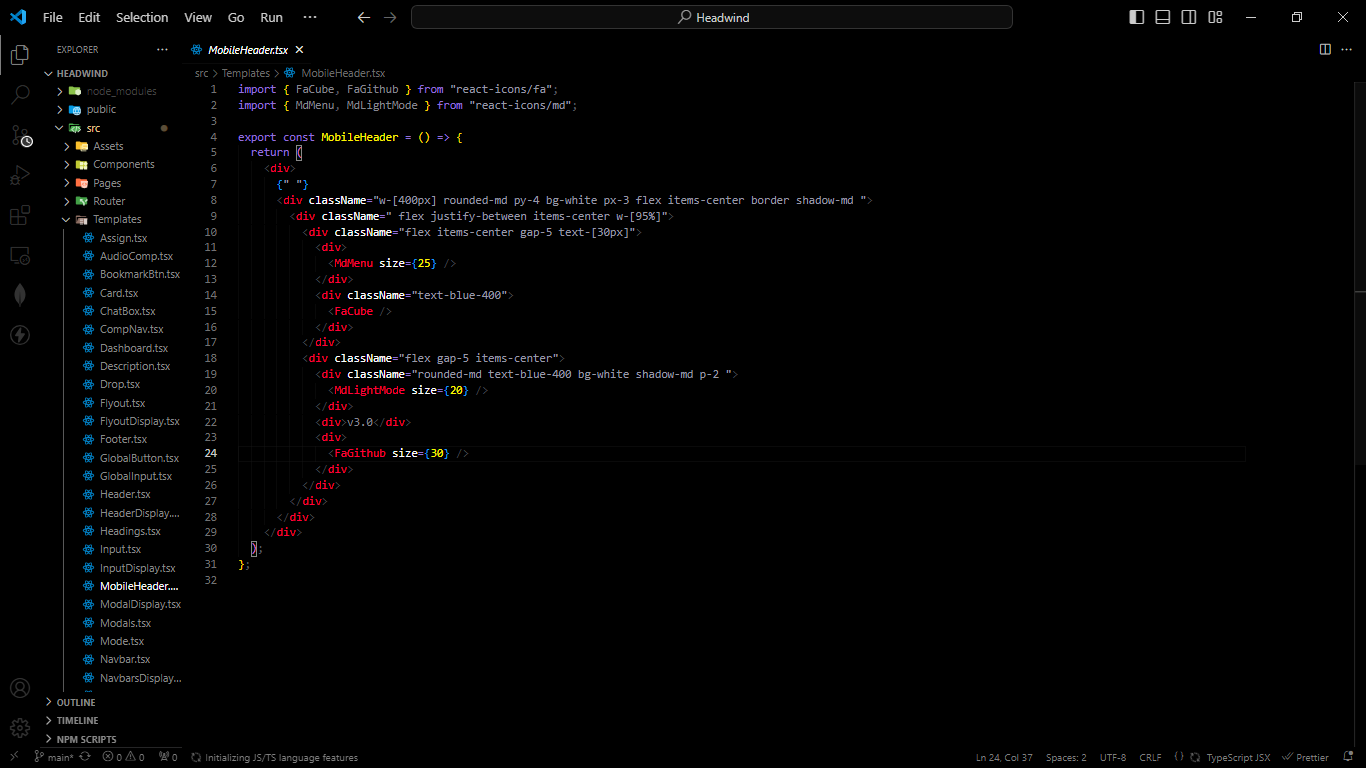 File Edit Selection View Go Run ··· Headwind
EXPLORER ···
HEADWIND
node_modules
public
src
Assets
Components
Pages
Router
Templates
Assign.tsx
AudioComp.tsx
BookmarkBtn.tsx
Card.tsx
ChatBox.tsx
CompNav.tsx
Dashboard.tsx
Description.tsx
Drop.tsx
Flyout.tsx
FlyoutDisplay.tsx
Footer.tsx
GlobalButton.tsx
GlobalInput.tsx
Header.tsx
HeaderDisplay....
Headings.tsx
Input.tsx
InputDisplay.tsx
MobileHeader....
ModalDisplay.tsx
Modals.tsx
Mode.tsx
Navbar.tsx
NavbarsDisplay...
OUTLINE
TIMELINE
NPM SCRIPTS
MobileHeader.tsx
src > Templates > MobileHeader.tsx
1 import { FaCube, FaGithub } from "react-icons/fa";
2 import { MdMenu, MdLightMode } from "react-icons/md";
3
4 export const MobileHeader = () => {
5 return (
6 <div>
7 {" "}
8 <div className="w-[400px] rounded-md py-4 bg-white px-3 flex items-center border shadow-md ">
9 <div className=" flex justify-between items-center w-[95%]">
10 <div className="flex items-center gap-5 text-[30px]">
11 <div>
12 <MdMenu size={25} />
13 </div>
14 <div className="text-blue-400">
15 <FaCube />
16 </div>
17 </div>
18 <div className="flex gap-5 items-center">
19 <div className="rounded-md text-blue-400 bg-white shadow-md p-2 ">
20 <MdLightMode size={20} />
21 </div>
22 <div>v3.0</div>
23 <div>
24 <FaGithub size={30} />
25 </div>
26 </div>
27 </div>
28 </div>
29 </div>
30 );
31 };
32
main* 0 0 0 Initializing JS/TS language features Ln 24, Col 37 Spaces: 2 UTF-8 CRLF {} TypeScript JSX Prettier